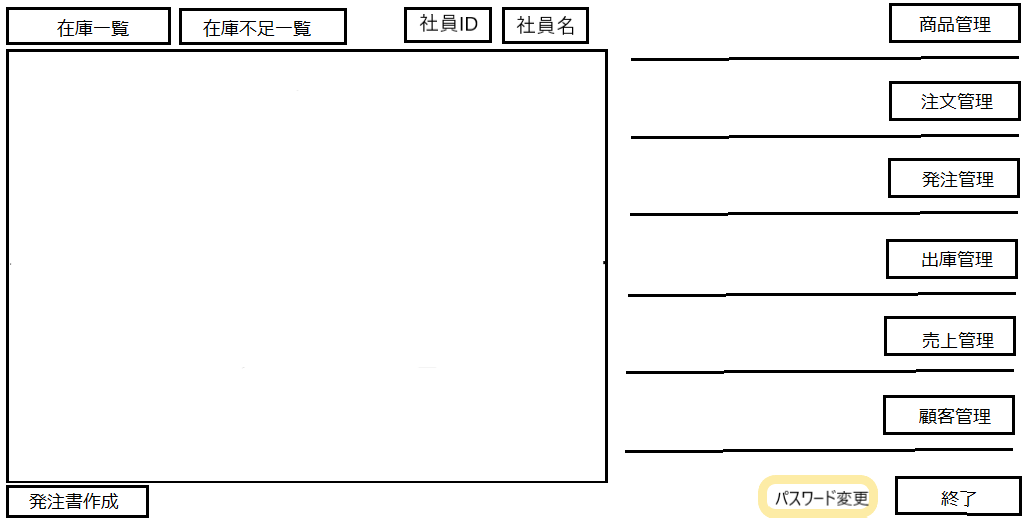 在庫一覧
在庫不足一覧
社員ID
社員名
商品管理
注文管理
発注管理
出庫管理
売上管理
顧客管理
発注書作成
パスワード変更
終了